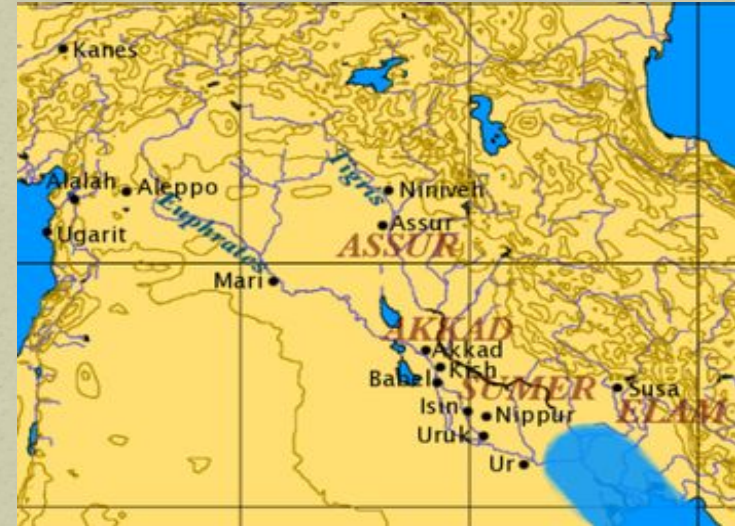 Kanes
Tigris
Alalah
Aleppo
Niniveh
Euphrates
Assur
Ugarit
ASSUR
Mari
AKKAD
Akkad
Kish
Babel
SUMER
Susa
Isin
Nippur
ELAM
Uruk
Ur